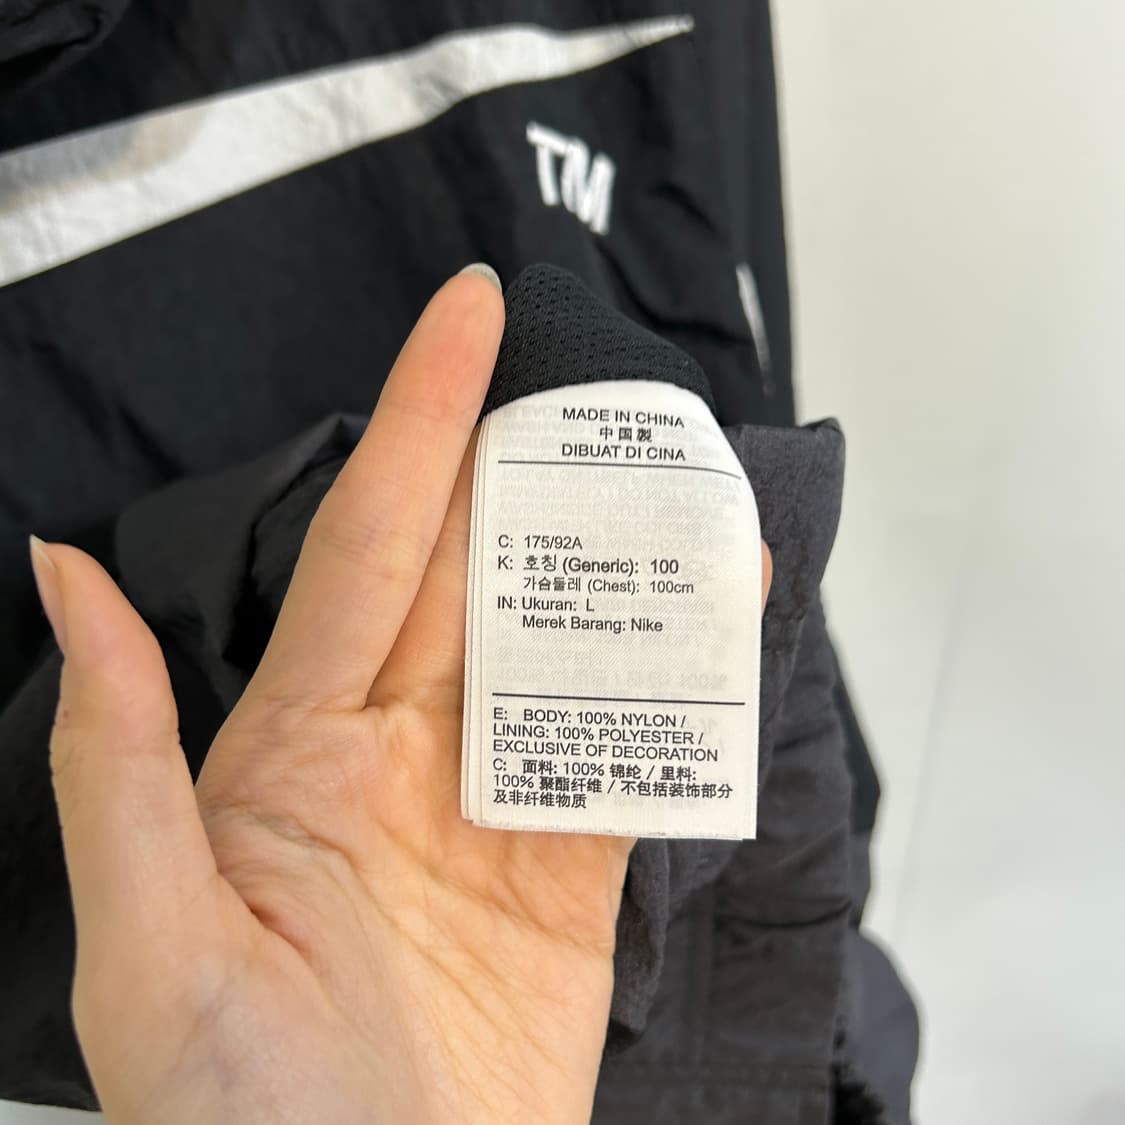 TM
MADE IN CHINA
中国製
DIBUAT DI CINA
C: 175/92A
K: 호칭 (Generic): 100
가슴둘레 (Chest): 100cm
IN: Ukuran: L
Merek Barang: Nike
E: BODY: 100% NYLON /
LINING: 100% POLYESTER /
EXCLUSIVE OF DECORATION
C: 面料: 100% 锦纶 / 里料:
100% 聚酯纤维 / 不包括装饰部分
及非纤维物质